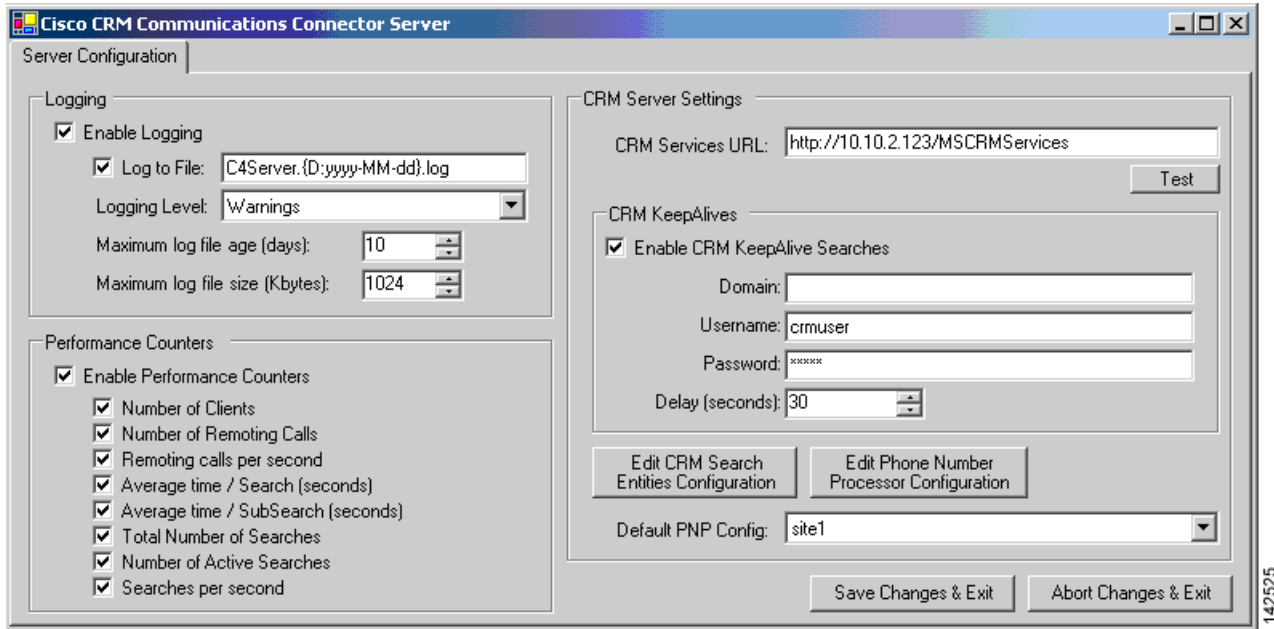 Cisco CRM Communications Connector Server
Server Configuration
Logging
Enable Logging
Log to File: C4Server.{D:yyyy-MM-dd}.log
Logging Level: Warnings
Maximum log file age (days): 10
Maximum log file size (Kbytes): 1024
Performance Counters
Enable Performance Counters
Number of Clients
Number of Remoting Calls
Remoting calls per second
Average time / Search (seconds)
Average time / SubSearch (seconds)
Total Number of Searches
Number of Active Searches
Searches per second
CRM Server Settings
CRM Services URL: http://10.10.2.123/MSCRMServices
Test
CRM KeepAlives
Enable CRM KeepAlive Searches
Domain:
Username: crmuser
Password: *****
Delay (seconds): 30
Edit CRM Search
Entities Configuration
Edit Phone Number
Processor Configuration
Default PNP Config: site1
Save Changes & Exit
Abort Changes & Exit
142525